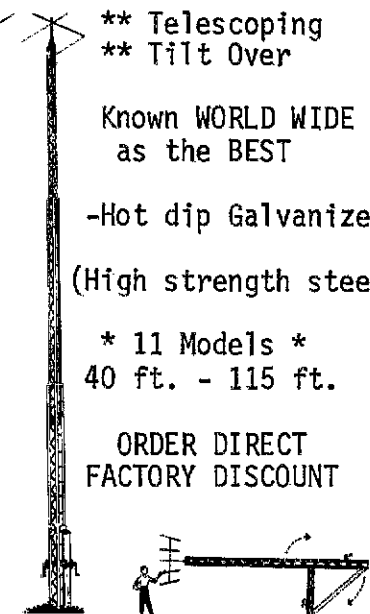 ** Telescoping
** Tilt Over
Known WORLD WIDE
as the BEST
-Hot dip Galvanize
(High strength stee
* 11 Models *
40 ft. - 115 ft.
ORDER DIRECT
FACTORY DISCOUNT